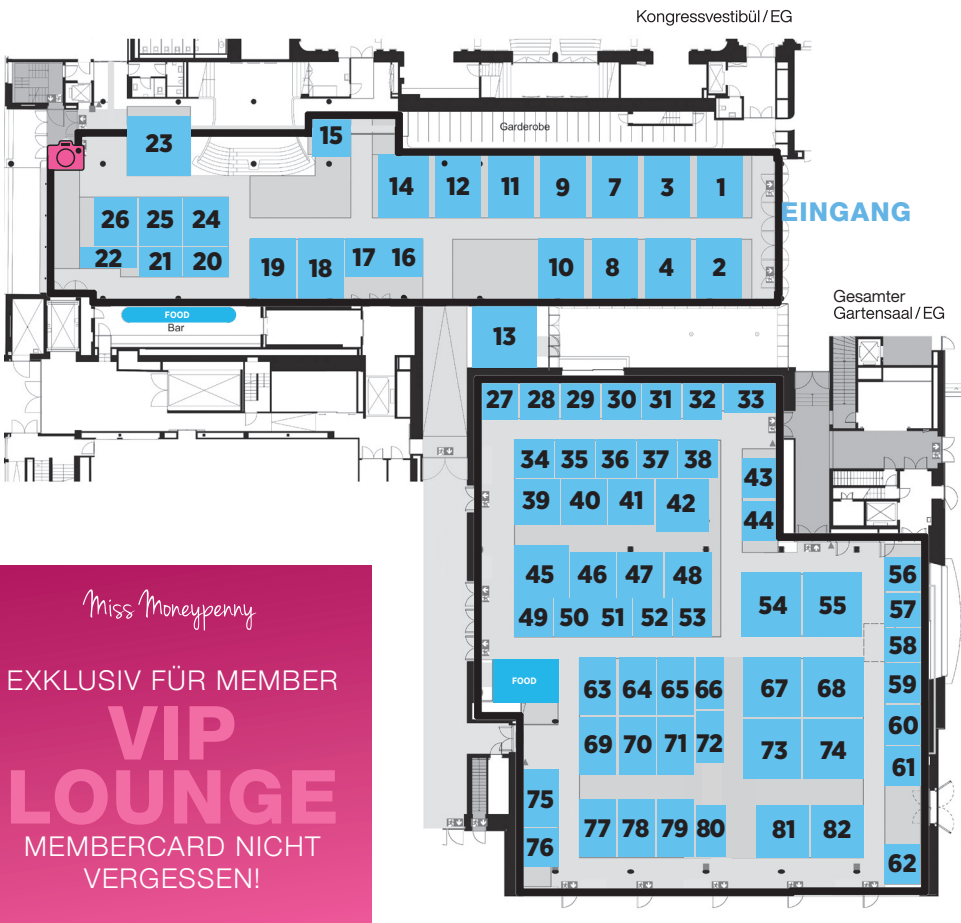 Kongressvestibül / EG
Garderobe
15
23
14 12 11 9 7 3 1
EINGANG
26 25 24
22 21 20 19 18 17 16 10 8 4 2
FOOD
Bar
13
Gesamter
Gartensaal / EG
27 28 29 30 31 32 33
34 35 36 37 38
43
39 40 41 42
44
45 46 47 48
49 50 51 52 53
54 55
56
57
58
59
60
61
62
FOOD
63 64 65 66 67 68
69 70 71 72 73 74
75
76
77 78 79 80 81 82
Miss Moneypenny
EXKLUSIV FÜR MEMBER
VIP
LOUNGE
MEMBERCARD NICHT
VERGESSEN!